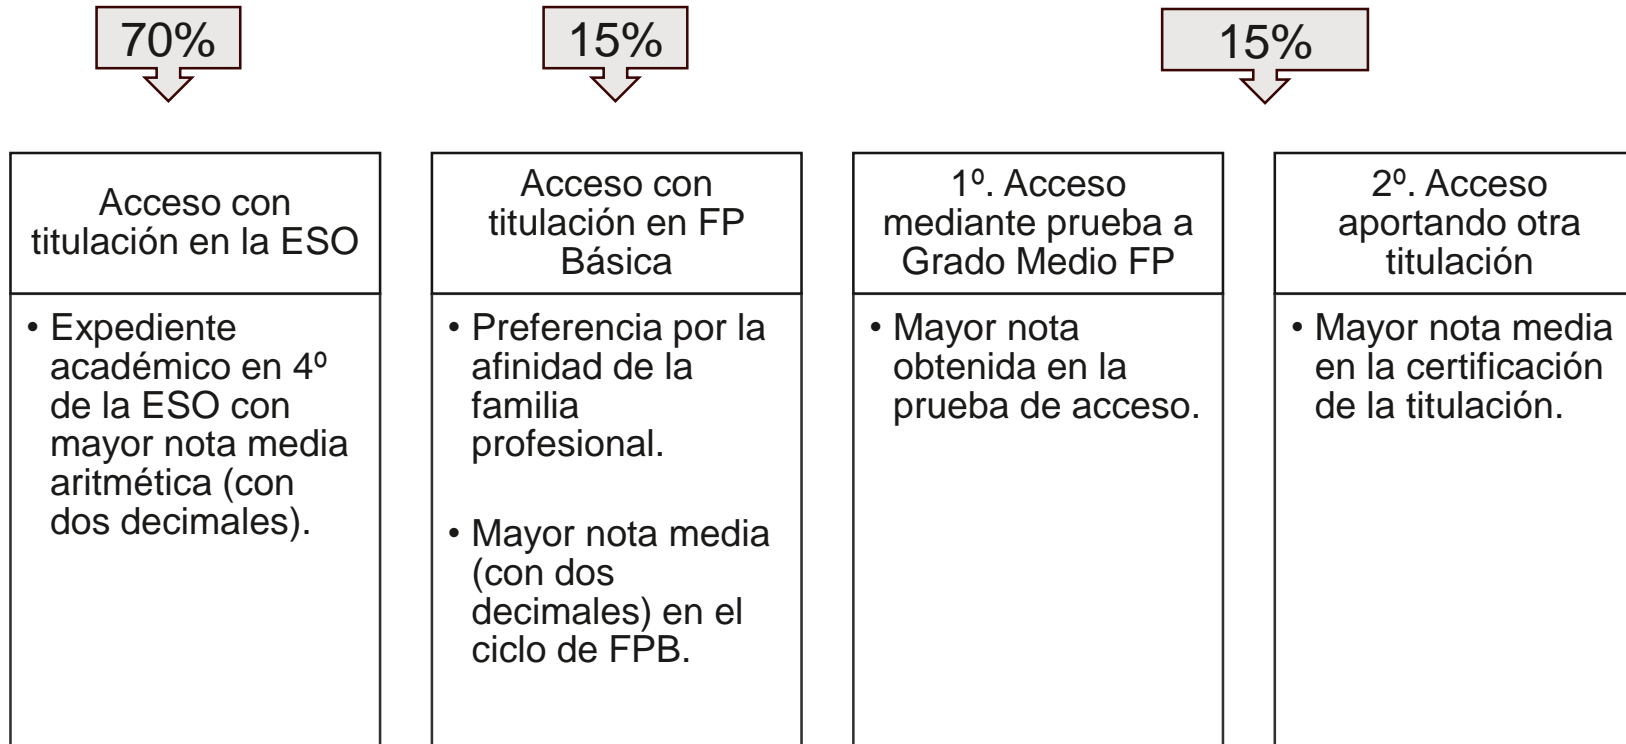 70%
15%
15%
Acceso con
titulación en la ESO
• Expediente
académico en 4º
de la ESO con
mayor nota media
aritmética (con
dos decimales).
Acceso con
titulación en FP
Básica
• Preferencia por la
afinidad de la
familia
profesional.
• Mayor nota media
(con dos
decimales) en el
ciclo de FPB.
1º. Acceso
mediante prueba a
Grado Medio FP
• Mayor nota
obtenida en la
prueba de acceso.
2º. Acceso
aportando otra
titulación
• Mayor nota media
en la certificación
de la titulación.